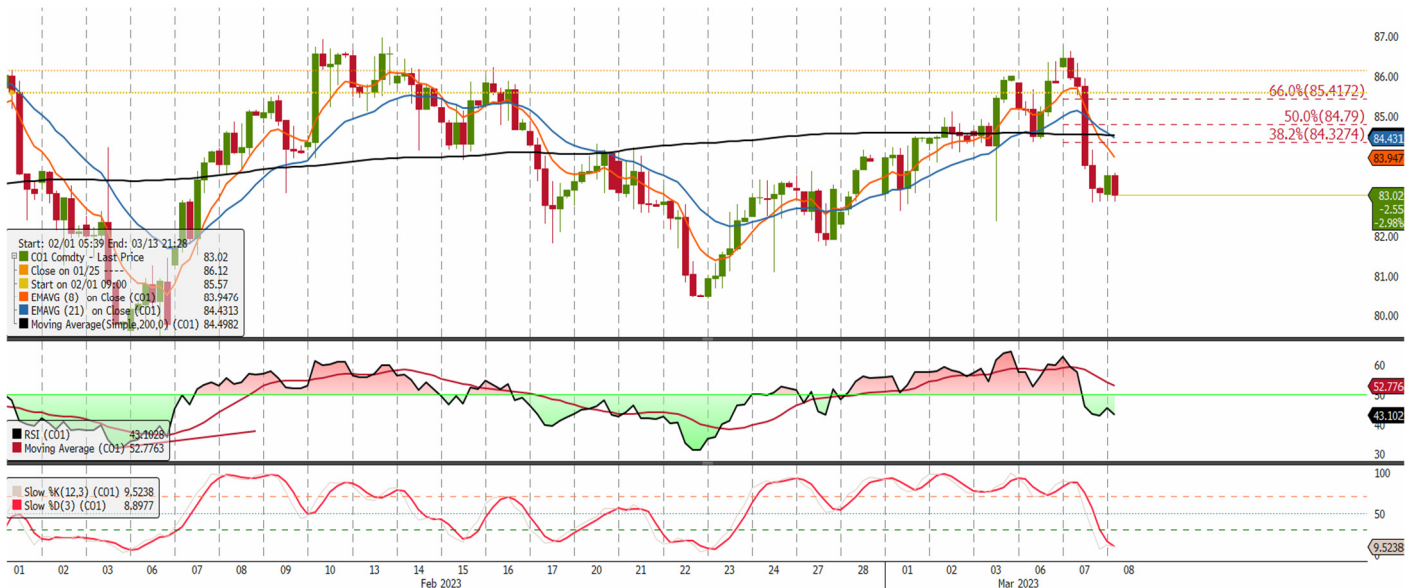 87.00
86.00
66.0%(85.4172)
85.00
50.0%(84.79)
38.2%(84.3274)
84.431
83.947
83.02
-2.55
-2.98%
82.00
81.00
80.00
Start: 02/01 05:39 End: 03/13 21:28
CO1 Comdty - Last Price 83.02
Close on 01/25 ---- 86.12
Start on 02/01 09:00 85.57
EMAVG (8) on Close (CO1) 83.9476
EMAVG (21) on Close (CO1) 84.4313
Moving Average(Simple,200,0) (CO1) 84.4982
60
52.776
50
43.102
40
30
RSI (CO1) 43.1028
Moving Average (CO1) 52.7763
100
50
9.5238
0
Slow %K(12,3) (CO1) 9.5238
Slow %D(3) (CO1) 8.8977
01 02 03 06 07 08 09 10 13 14 15 16 17 20 21 22 23 24 27 28 01 02 03 06 07 08
Feb 2023 Mar 2023